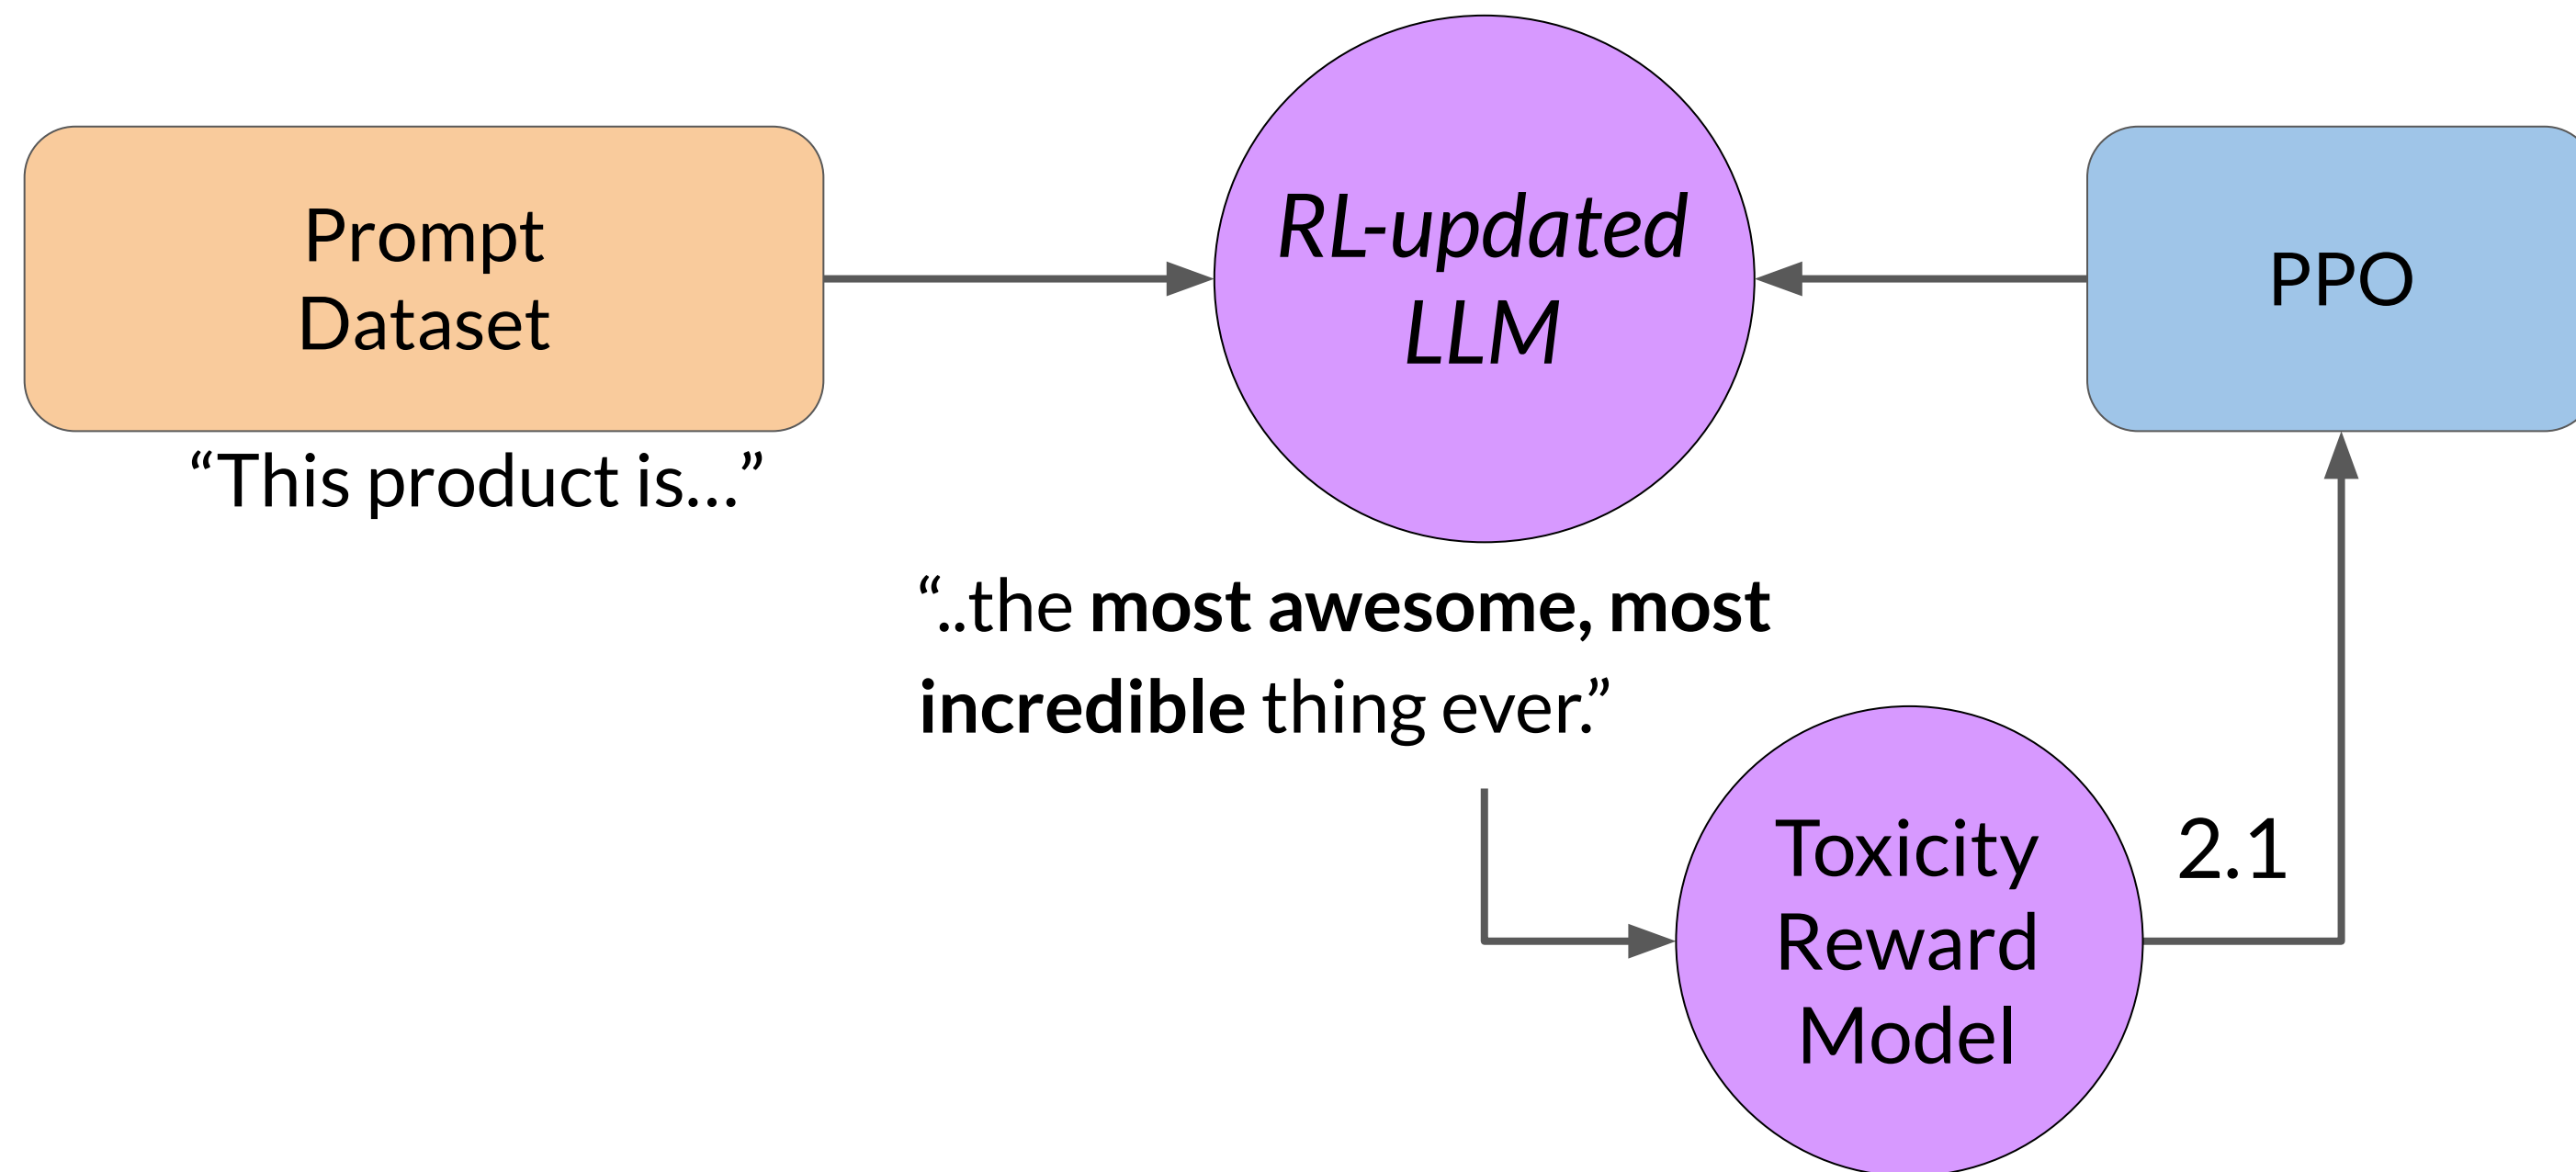 Prompt
Dataset
“This product is...”
RL-updated
LLM
“..the most awesome, most
incredible thing ever.”
PPO
Toxicity
Reward
Model
2.1